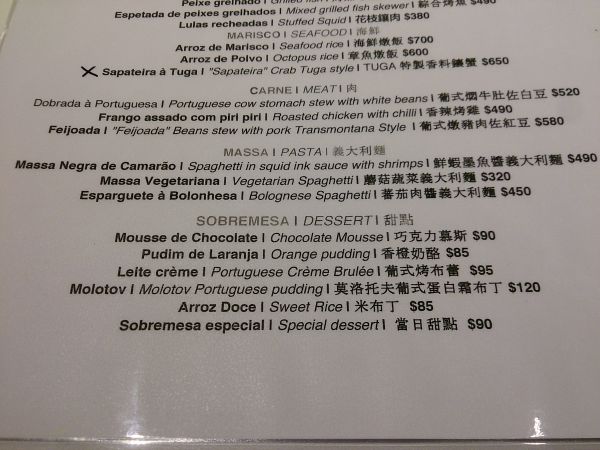 Peixe grelhado | Grilled fish | 綜合烤魚 $490
Espetada de peixes grelhados | Mixed grilled fish skewer | 綜合烤魚
Lulas recheadas | Stuffed Squid | 花枝鑲肉 $380
MARISCO | SEAFOOD | 海鮮
Arroz de Marisco | Seafood rice | 海鮮燉飯 $700
Arroz de Polvo | Octopus rice | 章魚燉飯 $600
Sapateira à Tuga | "Sapateira" Crab Tuga style | TUGA 特製香料鑲蟹 $650
CARNE | MEAT | 肉
Dobrada à Portuguesa | Portuguese cow stomach stew with white beans | 葡式燜牛肚佐白豆 $520
Frango assado com piri piri | Roasted chicken with chilli | 香辣烤雞 $490
Feijoada | "Feijoada" Beans stew with pork Transmontana Style | 葡式燉豬肉佐紅豆 $580
MASSA | PASTA | 義大利麵
Massa Negra de Camarão | Spaghetti in squid ink sauce with shrimps | 鮮蝦墨魚醬義大利麵 $490
Massa Vegetariana | Vegetarian Spaghetti | 蘑菇蔬菜義大利麵 $320
Esparguete à Bolonhesa | Bolognese Spaghetti | 蕃茄肉醬義大利麵 $450
SOBREMESA | DESSERT | 甜點
Mousse de Chocolate | Chocolate Mousse | 巧克力慕斯 $90
Pudim de Laranja | Orange pudding | 香橙奶酪 $85
Leite crème | Portuguese Crème Brulée | 葡式烤布蕾 $95
Molotov | Molotov Portuguese pudding | 莫洛托夫葡式蛋白霜布丁 $120
Arroz Doce | Sweet Rice | 米布丁 $85
Sobremesa especial | Special dessert | 當日甜點 $90